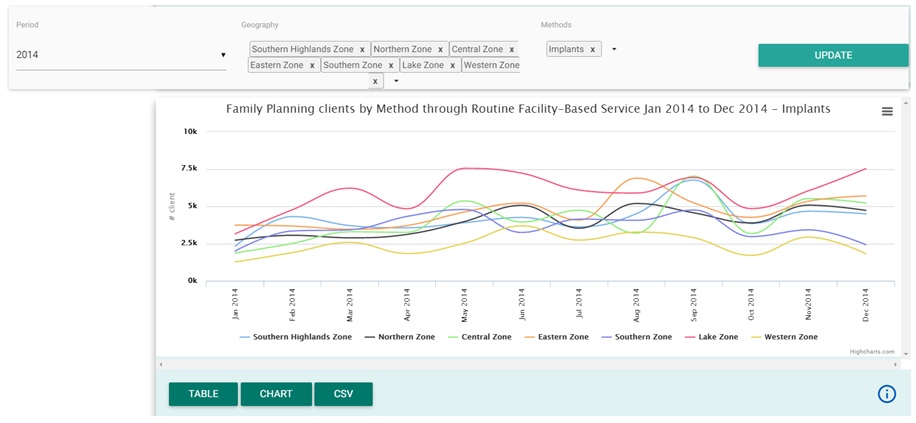 Period Geography Methods
2014 ▼
Southern Highlands Zone x Northern Zone x Central Zone x
Eastern Zone x Southern Zone x Lake Zone x Western Zone
x
Implants x
UPDATE
Family Planning clients by Method through Routine Facility-Based Service Jan 2014 to Dec 2014 - Implants
# client
10k
7.5k
5k
2.5k
0k
Jan 2014 Feb 2014 Mar 2014 Apr 2014 May 2014 Jun 2014 Jul 2014 Aug 2014 Sep 2014 Oct 2014 Nov2014 Dec 2014
Southern Highlands Zone Northern Zone Central Zone Eastern Zone Southern Zone Lake Zone Western Zone
Highcharts.com
TABLE CHART CSV